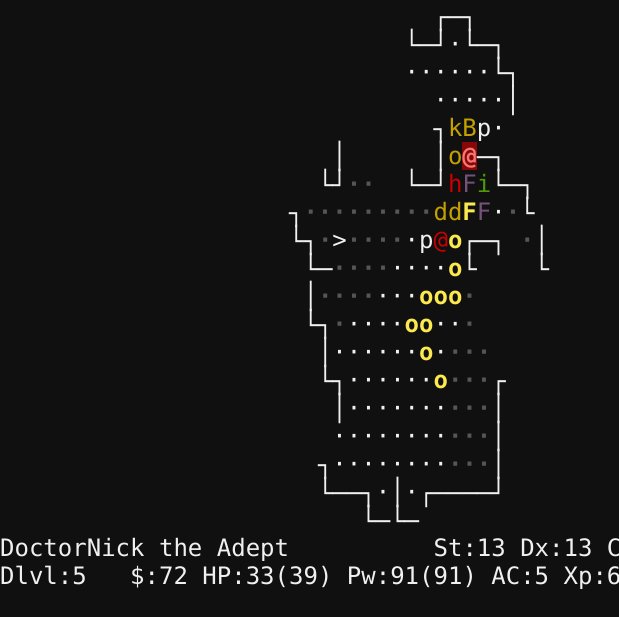 kBp
o@
hFi
ddFF
> p@o
o
ooo
oo
o
o
DoctorNick the Adept St:13 Dx:13 C
Dlvl:5 $:72 HP:33(39) Pw:91(91) AC:5 Xp:6